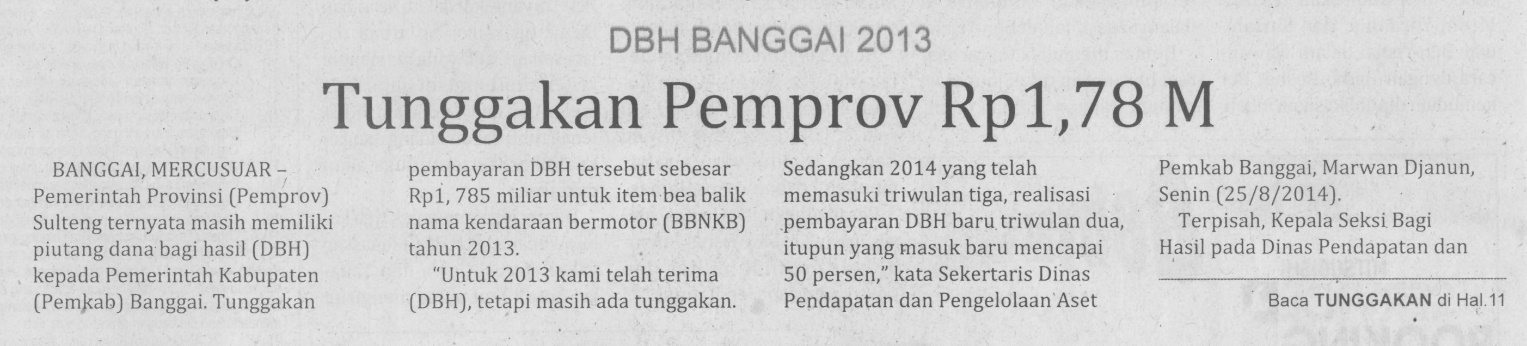 DBH BANGGAI 2013
Tunggakan Pemprov Rp1,78 M
BANGGAI, MERCUSUAR –
Pemerintah Provinsi (Pemprov)
Sulteng ternyata masih memiliki
piutang dana bagi hasil (DBH)
kepada Pemerintah Kabupaten
(Pemkab) Banggai. Tunggakan
pembayaran DBH tersebut sebesar
Rp1, 785 miliar untuk item bea balik
nama kendaraan bermotor (BBNKB)
tahun 2013.
“Untuk 2013 kami telah terima
(DBH), tetapi masih ada tunggakan.
Sedangkan 2014 yang telah
memasuki triwulan tiga, realisasi
pembayaran DBH baru triwulan dua,
itupun yang masuk baru mencapai
50 persen,” kata Sekertaris Dinas
Pendapatan dan Pengelolaan Aset
Pemkab Banggai, Marwan Djanun,
Senin (25/8/2014).
Terpisah, Kepala Seksi Bagi
Hasil pada Dinas Pendapatan dan
Baca TUNGGAKAN di Hal.11